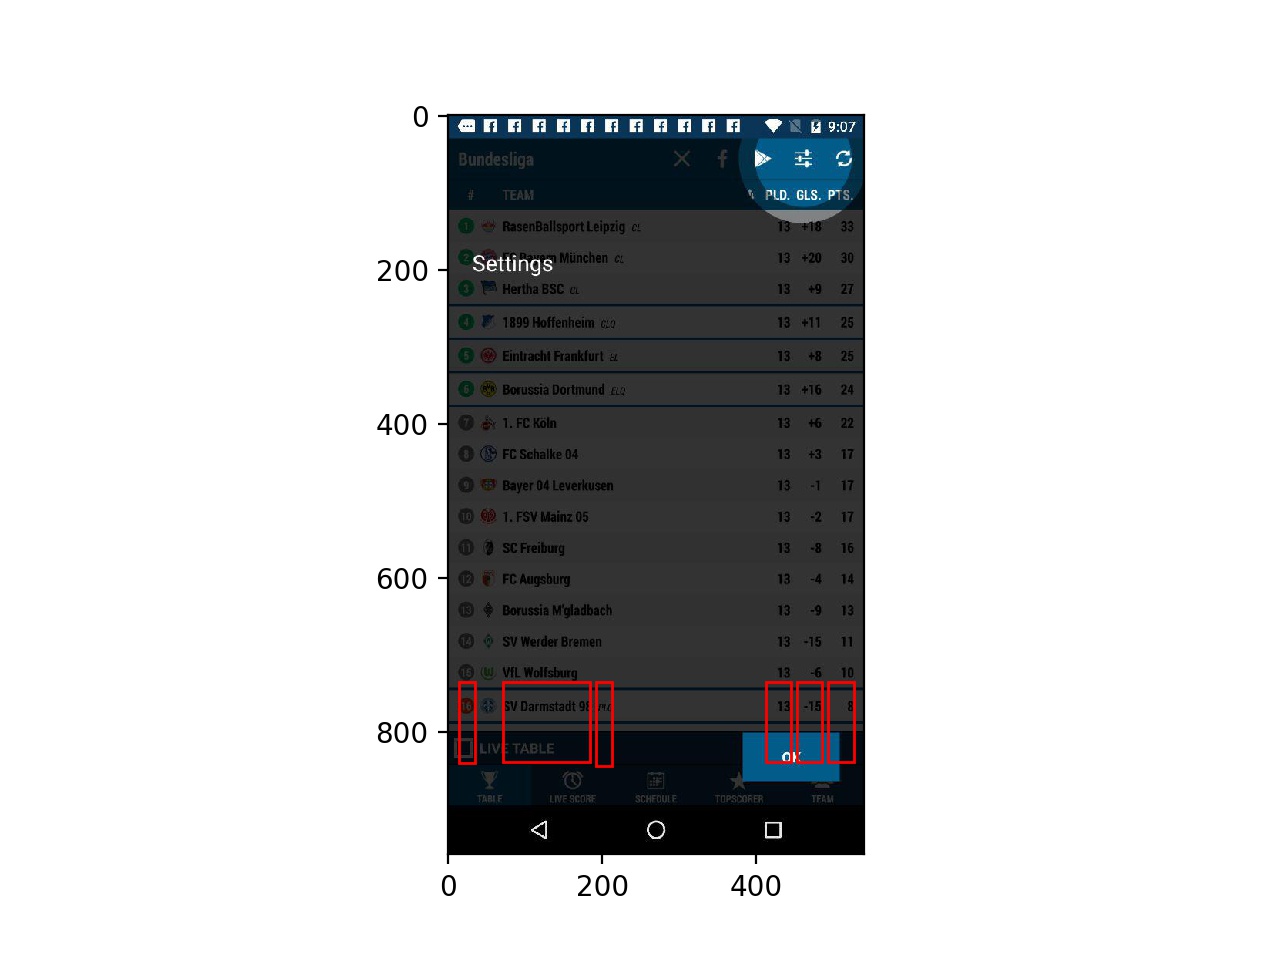 0
9:07
Bundesliga
# TEAM PLD. GLS. PTS.
1 RasenBallsport Leipzig CL 13 +18 33
200
2 FC Bayern München CL 13 +20 30
Settings
3 Hertha BSC CL 13 +9 27
4 1899 Hoffenheim CLQ 13 +11 25
5 Eintracht Frankfurt EL 13 +8 25
6 Borussia Dortmund ELQ 13 +16 24
400
7 1. FC Köln 13 +6 22
8 FC Schalke 04 13 +3 17
9 Bayer 04 Leverkusen 13 -1 17
10 1. FSV Mainz 05 13 -2 17
11 SC Freiburg 13 -8 16
600
12 FC Augsburg 13 -4 14
13 Borussia M'gladbach 13 -9 13
14 SV Werder Bremen 13 -15 11
15 VfL Wolfsburg 13 -6 10
16 SV Darmstadt 98 13 -15 8
800
LIVE TABLE
OK
TABLE LIVE SCORE SCHEDULE TOPSCORER TEAM
0 200 400